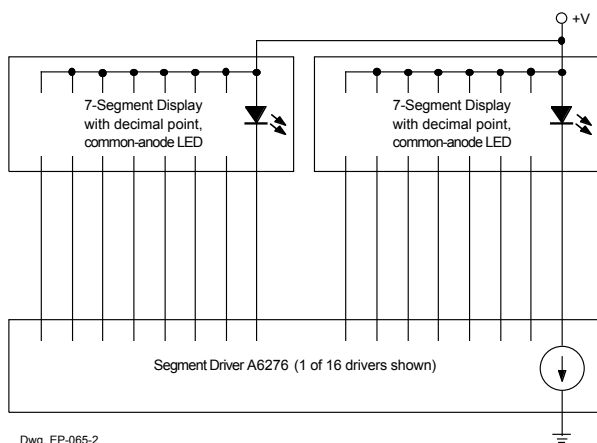 +V
7-Segment Display
with decimal point,
common-anode LED
7-Segment Display
with decimal point,
common-anode LED
Segment Driver A6276 (1 of 16 drivers shown)
Dwg. EP-065-2